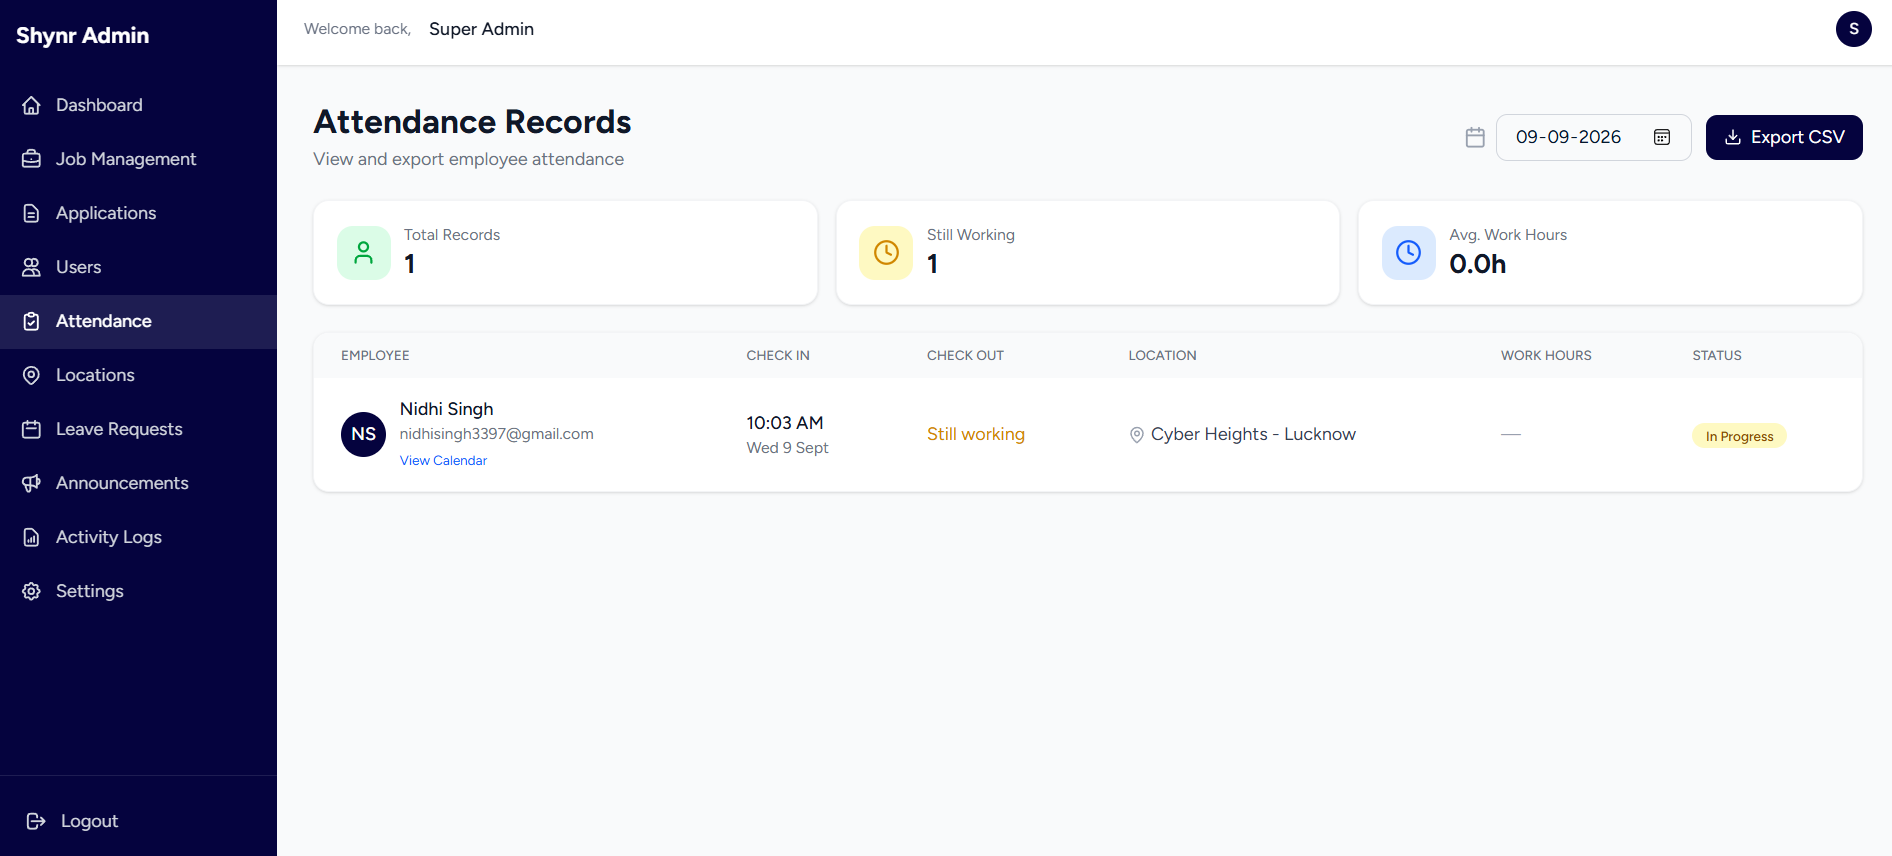 Shynr Admin
Dashboard
Job Management
Applications
Users
Attendance
Locations
Leave Requests
Announcements
Activity Logs
Settings
Logout
Welcome back, Super Admin
S
Attendance Records
View and export employee attendance
09-09-2026
Export CSV
Total Records
1
Still Working
1
Avg. Work Hours
0.0h
EMPLOYEE CHECK IN CHECK OUT LOCATION WORK HOURS STATUS
NS
Nidhi Singh
nidhisingh3397@gmail.com
View Calendar
10:03 AM
Wed 9 Sept
Still working
Cyber Heights - Lucknow
—
In Progress